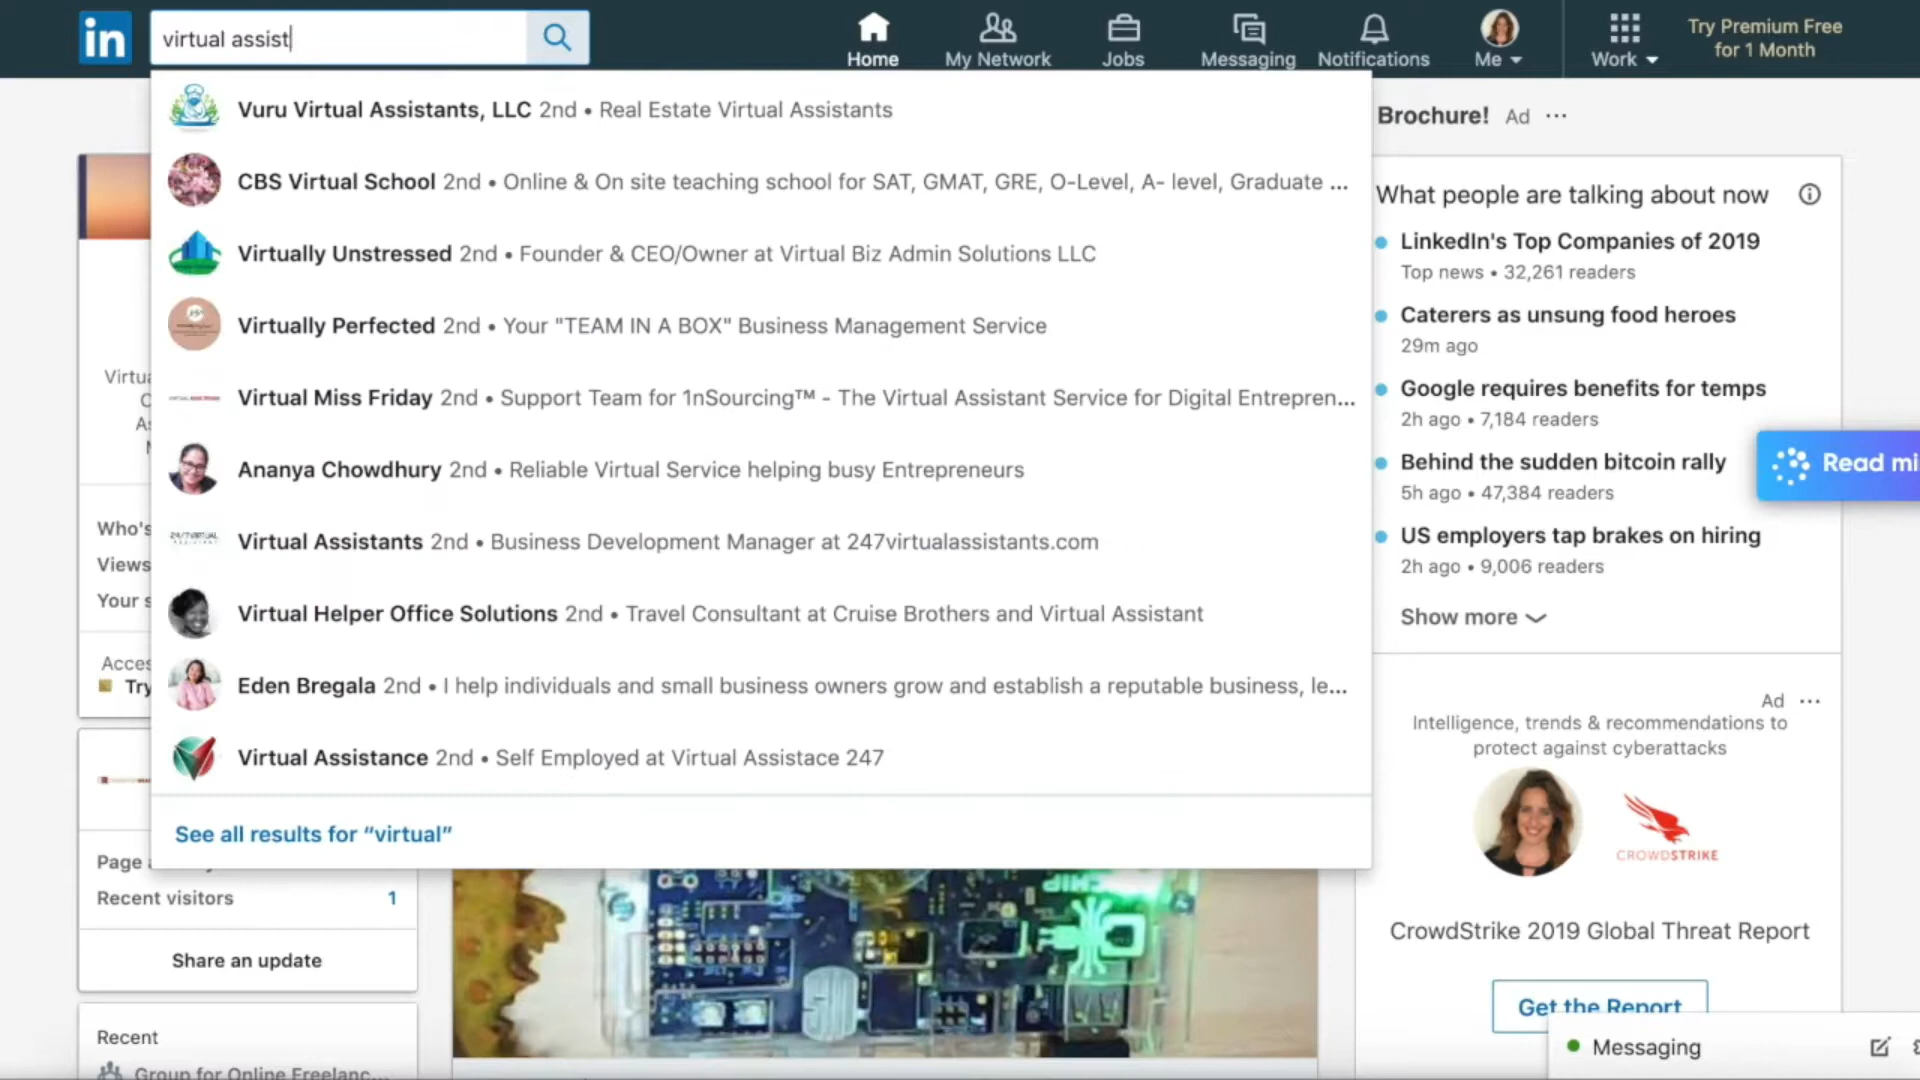 in
virtual assist
Home
My Network
Jobs
Messaging
Notifications
Me
Work
Try Premium Free
for 1 Month
Vuru Virtual Assistants, LLC 2nd • Real Estate Virtual Assistants
CBS Virtual School 2nd • Online & On site teaching school for SAT, GMAT, GRE, O-Level, A- level, Graduate ...
Virtually Unstressed 2nd • Founder & CEO/Owner at Virtual Biz Admin Solutions LLC
Virtually Perfected 2nd • Your "TEAM IN A BOX" Business Management Service
Virtual Miss Friday 2nd • Support Team for 1nSourcing™ - The Virtual Assistant Service for Digital Entrepren...
Ananya Chowdhury 2nd • Reliable Virtual Service helping busy Entrepreneurs
Virtual Assistants 2nd • Business Development Manager at 247virtualassistants.com
Virtual Helper Office Solutions 2nd • Travel Consultant at Cruise Brothers and Virtual Assistant
Eden Bregala 2nd • I help individuals and small business owners grow and establish a reputable business, le...
Virtual Assistance 2nd • Self Employed at Virtual Assistace 247
See all results for “virtual”
Who's
Views
Your
Try
Page
Recent visitors 1
Share an update
Recent
Group for Online Freelanc...
Brochure! Ad ...
What people are talking about now
LinkedIn's Top Companies of 2019
Top news • 32,261 readers
Caterers as unsung food heroes
29m ago
Google requires benefits for temps
2h ago • 7,184 readers
Behind the sudden bitcoin rally
5h ago • 47,384 readers
US employers tap brakes on hiring
2h ago • 9,006 readers
Show more
Read
Ad ...
Intelligence, trends & recommendations to
protect against cyberattacks
CROWDSTRIKE
CrowdStrike 2019 Global Threat Report
Get the Report
Messaging